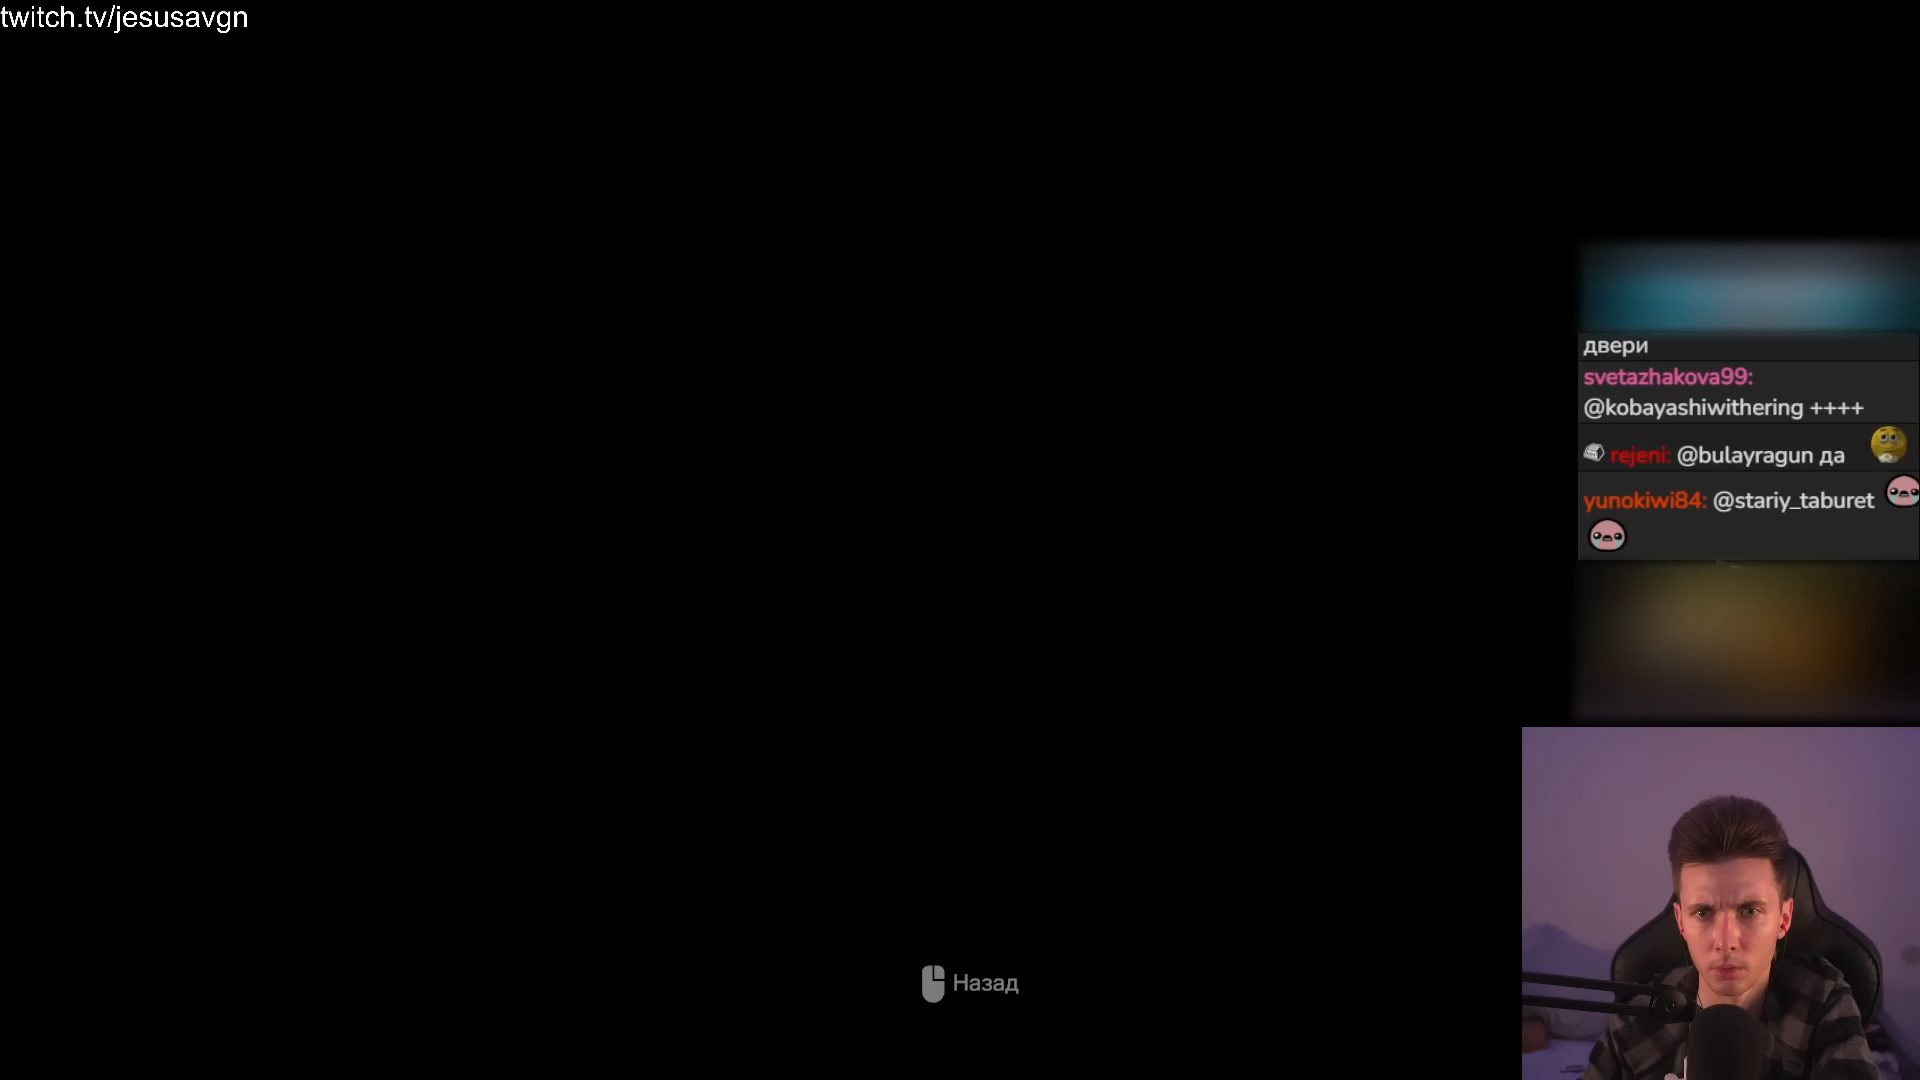 twitch.tv/jesusavgn
двери
svetazhakova99:
@kobayashiwithering ++++
rejeni: @bulayragun да
yunokiwi84: @stariy_taburet
Назад